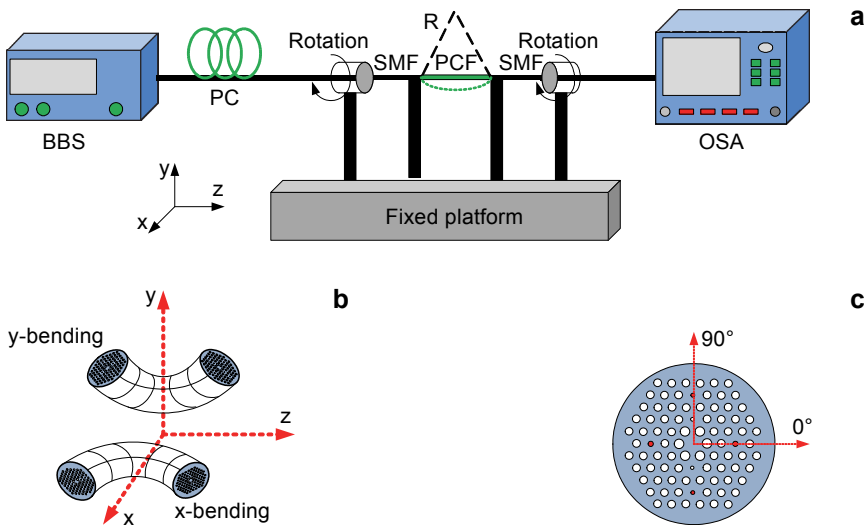 a
R
Rotation
SMF
PCF
SMF
Rotation
PC
BBS
OSA
y
z
x
Fixed platform
b
y
y-bending
z
x
x-bending
c
90°
0°